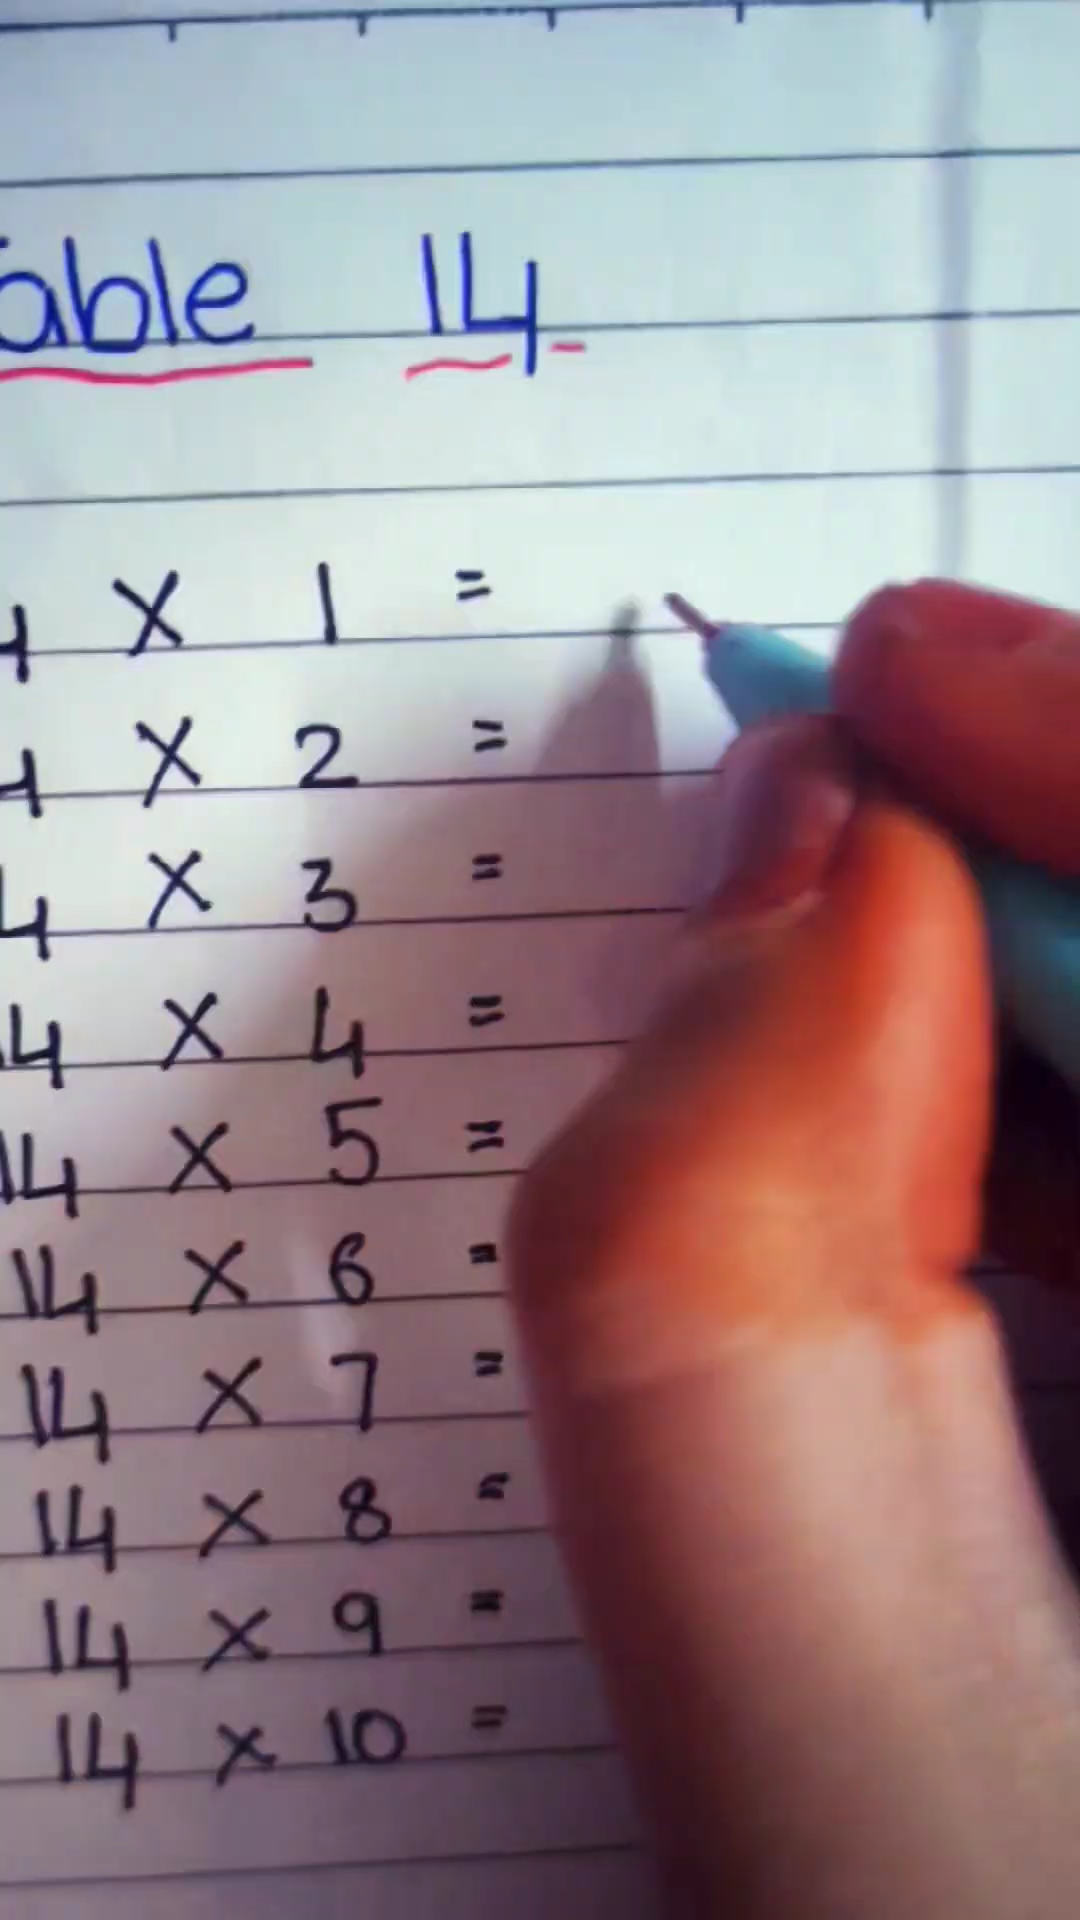 able 14
4 X 1 =
4 X 2 =
4 X 3 =
14 X 4 =
14 X 5 =
14 X 6 =
14 X 7 =
14 X 8 =
14 X 9 =
14 X 10 =